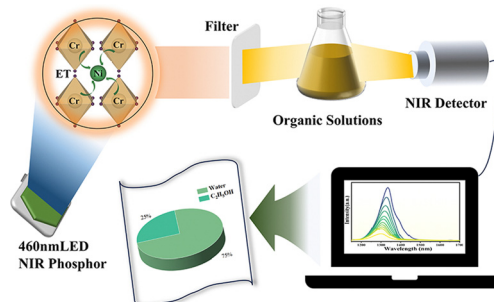 Cr
Cr
ET
Ni
Cr
Cr
Filter
Organic Solutions
NIR Detector
460nmLED
NIR Phosphor
Water
C₂H₅OH
25%
75%
Intensity(a.u.)
Wavelength (nm)